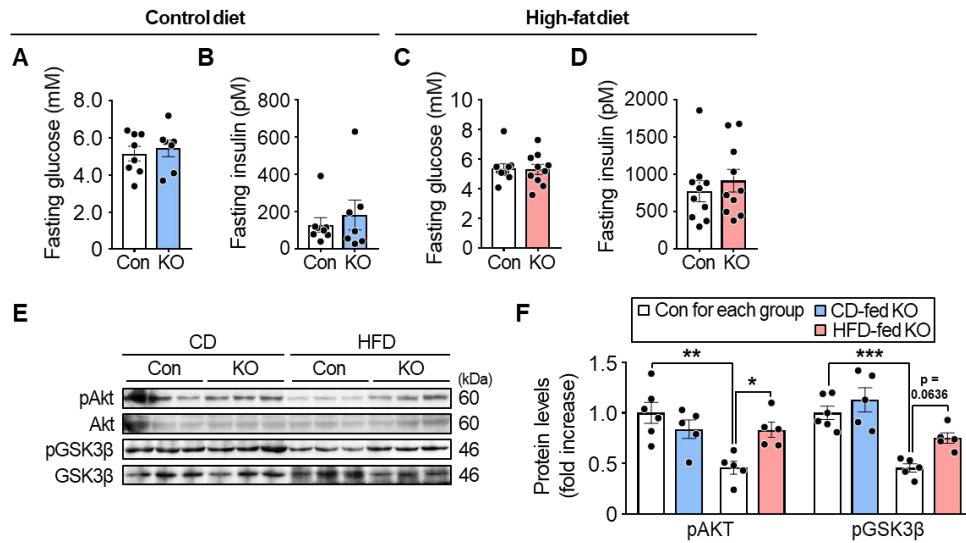 Control diet
High-fat diet
A
Fasting glucose (mM)
8.0
6.0
4.0
2.0
0
Con KO
B
Fasting insulin (pM)
800
600
400
200
0
Con KO
C
Fasting glucose (mM)
10
8
6
4
2
0
Con KO
D
Fasting insulin (pM)
2000
1500
1000
500
0
Con KO
E
CD HFD
Con KO Con KO (kDa)
pAkt 60
Akt 60
pGSK3β 46
GSK3β 46
F
Con for each group CD-fed KO
HFD-fed KO
Protein levels
(fold increase)
1.5
1.0
0.5
0
** * ***
p =
0.0636
pAKT pGSK3β